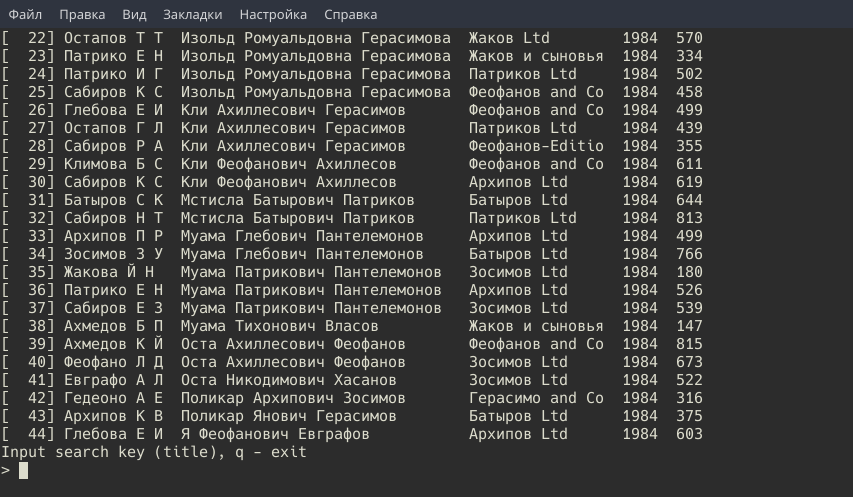 Файл Правка Вид Закладки Настройка Справка
[  22] Остапов Т Т  Изольд Ромуальдовна Герасимова  Жаков Ltd        1984  570
[  23] Патрико Е Н  Изольд Ромуальдовна Герасимова  Жаков и сыновья  1984  334
[  24] Патрико И Г  Изольд Ромуальдовна Герасимова  Патриков Ltd     1984  502
[  25] Сабиров К С  Изольд Ромуальдовна Герасимова  Феофанов and Co  1984  458
[  26] Глебова Е И  Кли Ахиллесович Герасимов       Феофанов and Co  1984  499
[  27] Остапов Г Л  Кли Ахиллесович Герасимов       Патриков Ltd     1984  439
[  28] Сабиров Р А  Кли Ахиллесович Герасимов       Феофанов-Editio  1984  355
[  29] Климова Б С  Кли Феофанович Ахиллесов        Феофанов and Co  1984  611
[  30] Сабиров К С  Кли Феофанович Ахиллесов        Архипов Ltd      1984  619
[  31] Батыров С К  Мстисла Батырович Патриков      Батыров Ltd      1984  644
[  32] Сабиров Н Т  Мстисла Батырович Патриков      Патриков Ltd     1984  813
[  33] Архипов П Р  Муама Глебович Пантелемонов     Архипов Ltd      1984  499
[  34] Зосимов З У  Муама Глебович Пантелемонов     Батыров Ltd      1984  766
[  35] Жакова Й Н   Муама Патрикович Пантелемонов   Зосимов Ltd      1984  180
[  36] Патрико Е Н  Муама Патрикович Пантелемонов   Архипов Ltd      1984  526
[  37] Сабиров Е З  Муама Патрикович Пантелемонов   Зосимов Ltd      1984  539
[  38] Ахмедов Б П  Муама Тихонович Власов          Жаков и сыновья  1984  147
[  39] Ахмедов К Й  Оста Ахиллесович Феофанов       Феофанов and Co  1984  815
[  40] Феофано Л Д  Оста Ахиллесович Феофанов       Зосимов Ltd      1984  673
[  41] Евграфо А Л  Оста Никодимович Хасанов        Зосимов Ltd      1984  522
[  42] Гедеоно А Е  Поликар Архипович Зосимов       Герасимо and Co  1984  316
[  43] Архипов К В  Поликар Янович Герасимов        Батыров Ltd      1984  375
[  44] Глебова Е И  Я Феофанович Евграфов           Архипов Ltd      1984  603
Input search key (title), q - exit
>